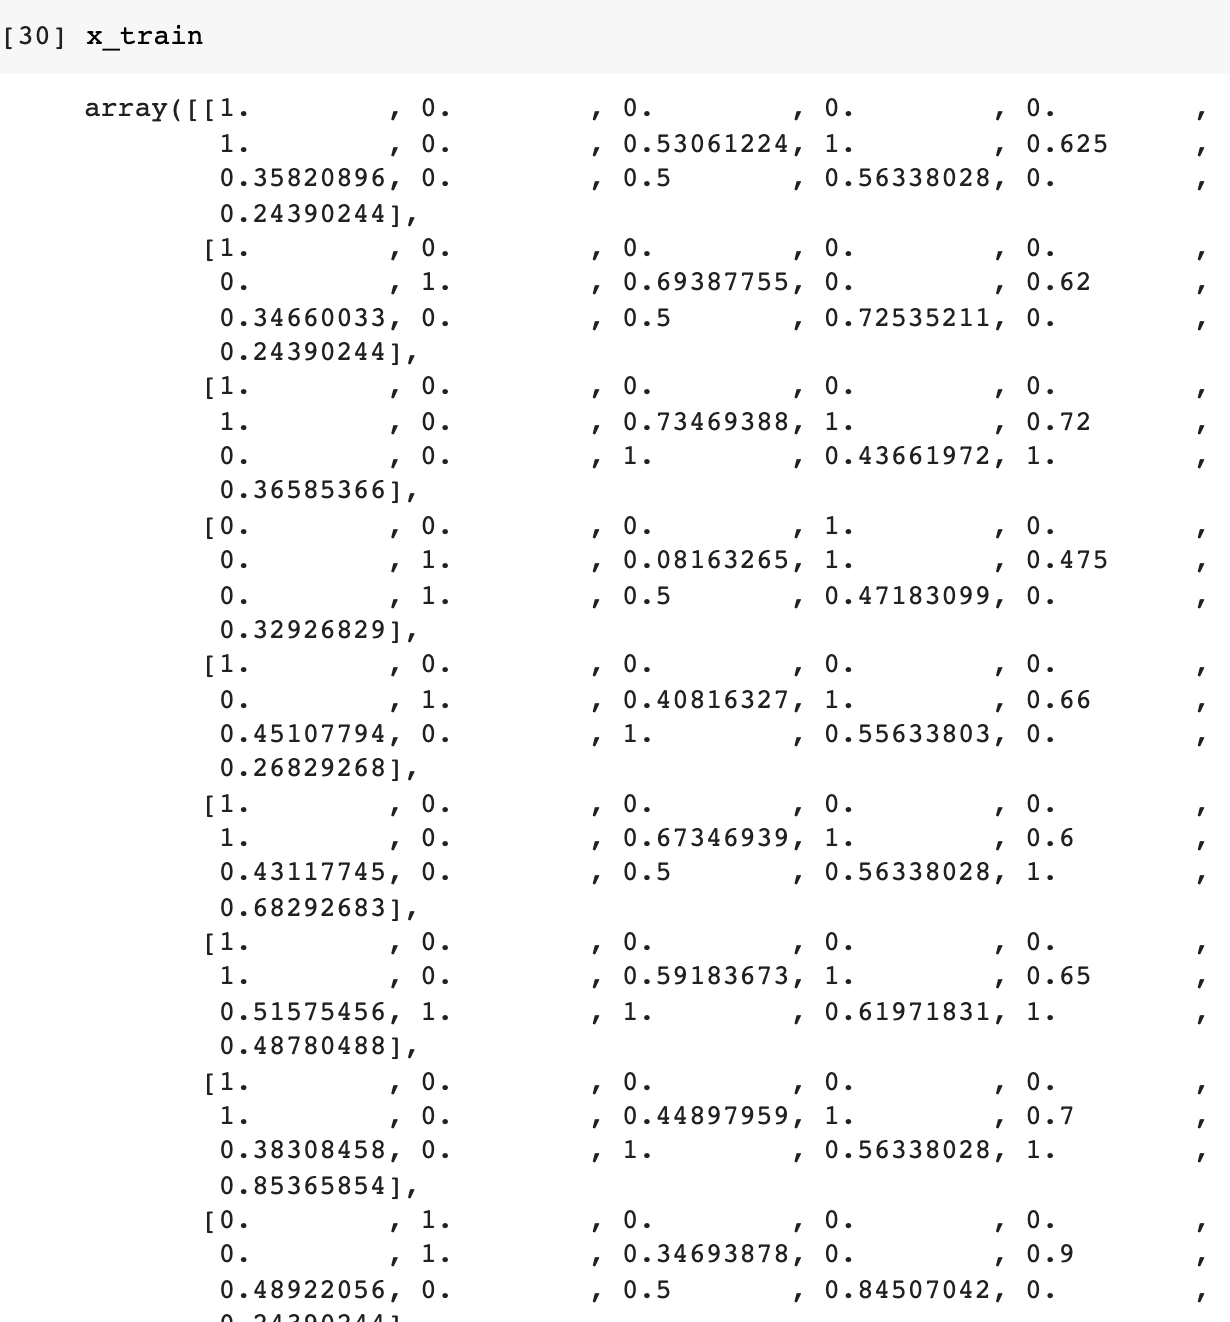 [30] x_train
array([[1.        , 0.        , 0.        , 0.        , 0.        ,
1.        , 0.        , 0.53061224, 1.        , 0.625     ,
0.35820896, 0.        , 0.5       , 0.56338028, 0.        ,
0.24390244],
[1.        , 0.        , 0.        , 0.        , 0.        ,
0.        , 1.        , 0.69387755, 0.        , 0.62      ,
0.34660033, 0.        , 0.5       , 0.72535211, 0.        ,
0.24390244],
[1.        , 0.        , 0.        , 0.        , 0.        ,
1.        , 0.        , 0.73469388, 1.        , 0.72      ,
0.        , 0.        , 1.        , 0.43661972, 1.        ,
0.36585366],
[0.        , 0.        , 0.        , 1.        , 0.        ,
0.        , 1.        , 0.08163265, 1.        , 0.475     ,
0.        , 1.        , 0.5       , 0.47183099, 0.        ,
0.32926829],
[1.        , 0.        , 0.        , 0.        , 0.        ,
0.        , 1.        , 0.40816327, 1.        , 0.66      ,
0.45107794, 0.        , 1.        , 0.55633803, 0.        ,
0.26829268],
[1.        , 0.        , 0.        , 0.        , 0.        ,
1.        , 0.        , 0.67346939, 1.        , 0.6       ,
0.43117745, 0.        , 0.5       , 0.56338028, 1.        ,
0.68292683],
[1.        , 0.        , 0.        , 0.        , 0.        ,
1.        , 0.        , 0.59183673, 1.        , 0.65      ,
0.51575456, 1.        , 1.        , 0.61971831, 1.        ,
0.48780488],
[1.        , 0.        , 0.        , 0.        , 0.        ,
1.        , 0.        , 0.44897959, 1.        , 0.7       ,
0.38308458, 0.        , 1.        , 0.56338028, 1.        ,
0.85365854],
[0.        , 1.        , 0.        , 0.        , 0.        ,
0.        , 1.        , 0.34693878, 0.        , 0.9       ,
0.48922056, 0.        , 0.5       , 0.84507042, 0.        ,